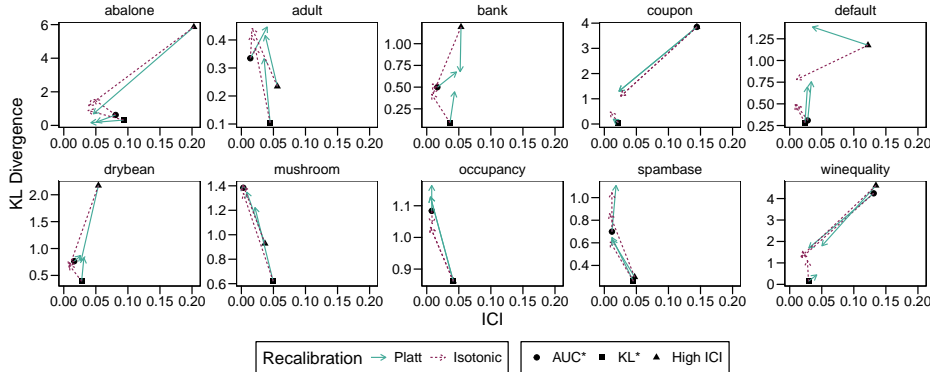 abalone adult bank coupon default
6 4 2 0
0.4 0.3 0.2 0.1
1.00 0.75 0.50 0.25
4 3 2 1 0
1.25 1.00 0.75 0.50 0.25
0.00 0.05 0.10 0.15 0.20 0.00 0.05 0.10 0.15 0.20 0.00 0.05 0.10 0.15 0.20 0.00 0.05 0.10 0.15 0.20 0.00 0.05 0.10 0.15 0.20
KL Divergence
drybean mushroom occupancy spambase winequality
2.0 1.5 1.0 0.5
1.4 1.2 1.0 0.8 0.6
1.1 1.0 0.9
1.0 0.8 0.6 0.4
4 3 2 1 0
0.00 0.05 0.10 0.15 0.20 0.00 0.05 0.10 0.15 0.20 0.00 0.05 0.10 0.15 0.20 0.00 0.05 0.10 0.15 0.20 0.00 0.05 0.10 0.15 0.20
ICI
Recalibration Platt Isotonic AUC* KL* High ICI